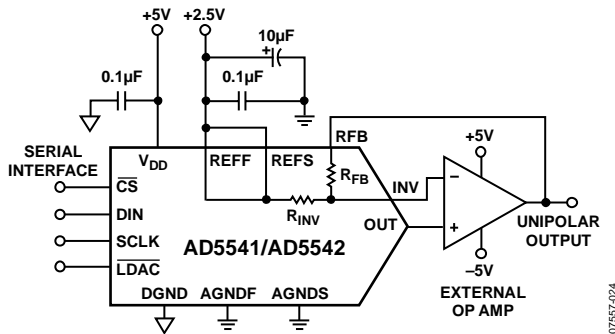 +5V +2.5V
10µF
+
0.1µF 0.1µF
RFB
+5V
SERIAL
INTERFACE
VDD REFF REFS
RFB
INV
–
CS
RINV
OUT
+
UNIPOLAR
OUTPUT
DIN
SCLK
AD5541/AD5542
LDAC
–5V
EXTERNAL
OP AMP
DGND AGNDF AGNDS
07557-024